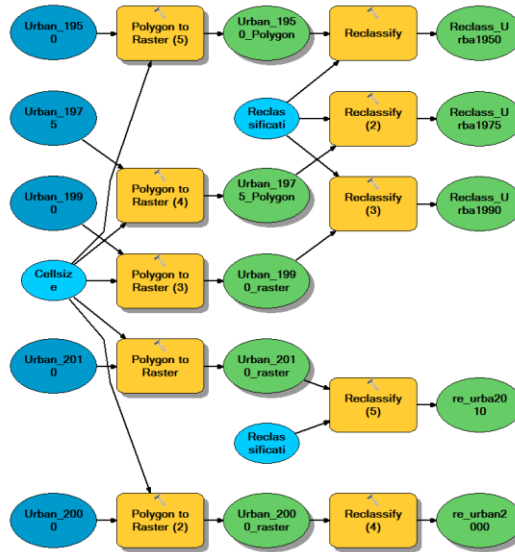 Urban_195
0
Polygon to
Raster (5)
Urban_195
0_Polygon
Reclassify
Reclass_U
rba1950
Urban_197
5
Reclas
sificati
Reclassify
(2)
Reclass_U
rba1975
Urban_199
0
Polygon to
Raster (4)
Urban_197
5_Polygon
Reclassify
(3)
Reclass_U
rba1990
Cellsiz
e
Polygon to
Raster (3)
Urban_199
0_raster
Urban_201
0
Polygon to
Raster
Urban_201
0_raster
Reclassify
(5)
re_urba20
10
Reclas
sificati
Urban_200
0
Polygon to
Raster (2)
Urban_200
0_raster
Reclassify
(4)
re_urban2
000